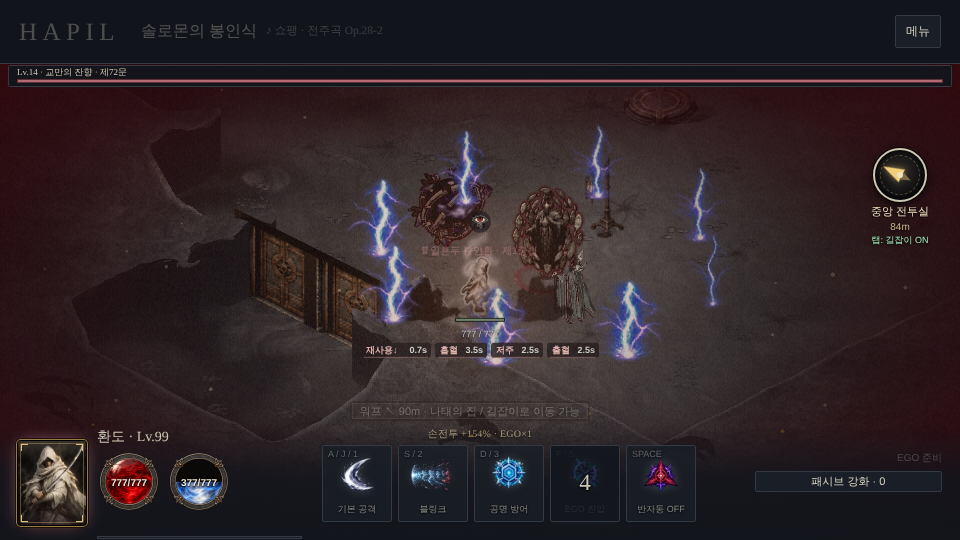 HAPIL 솔로몬의 봉인식 ♪ 쇼팽 · 전주곡 Op.28-2 메뉴
Lv.14 · 교만의 잔향 · 제72문
중앙 전투실
84m
탭: 길잡이 ON
재사용↓ 0.7s 흡혈 3.5s 저주 2.5s 출혈 2.5s
워프 ↖ 90m · 나태의 집 / 길잡이로 이동 가능
손전투 +154% · EGO×1
환도 · Lv.99
777/777 377/777
A / J / 1 S / 2 D / 3 SPACE
4
기본 공격 블링크 공명 방어 EGO 진입 반자동 OFF
EGO 준비
패시브 강화 · 0